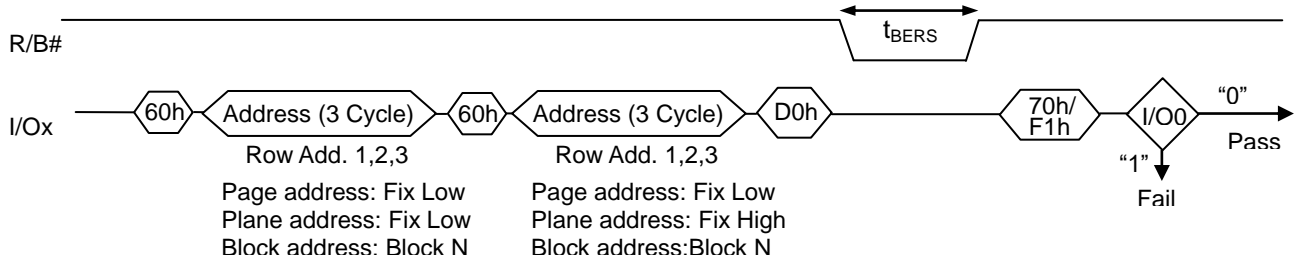 R/B#
tBERS
I/Ox
60h
Address (3 Cycle)
60h
Address (3 Cycle)
D0h
70h/
F1h
I/O0
“0”
Pass
“1”
Fail
Row Add. 1,2,3
Page address: Fix Low
Plane address: Fix Low
Block address: Block N
Row Add. 1,2,3
Page address: Fix Low
Plane address: Fix High
Block address:Block N